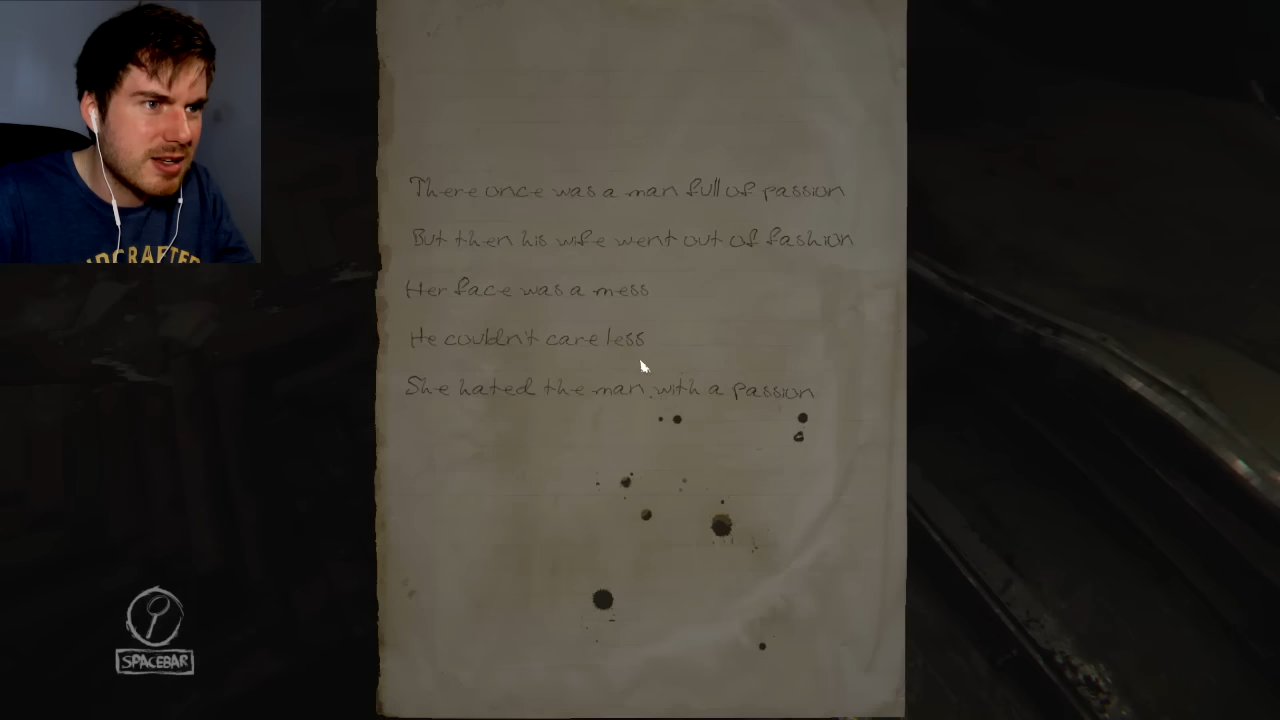 NDCRAFTED
There once was a man full of passion
But then his wife went out of fashion
Her face was a mess
He couldn't care less
She hated the man with a passion
SPACEBAR